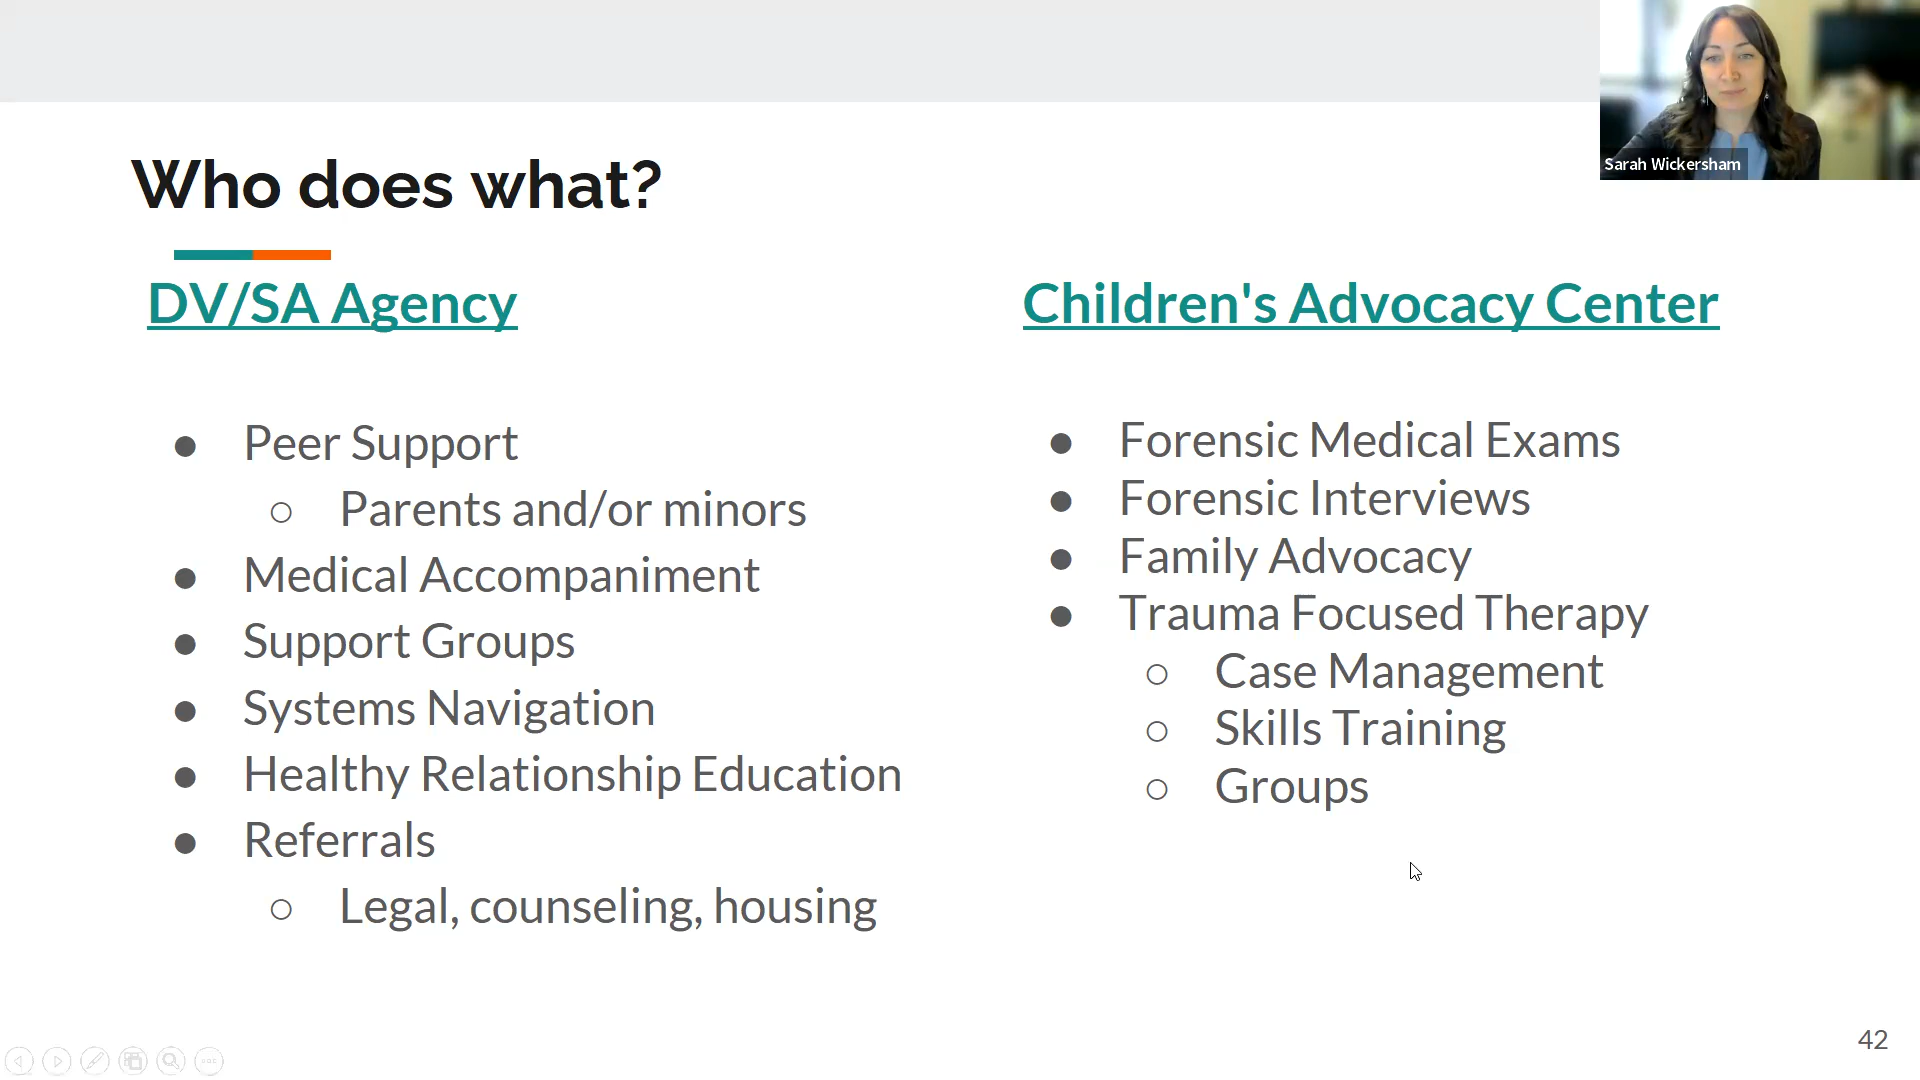 Sarah Wickersham
Who does what?
DV/SA Agency
● Peer Support
○ Parents and/or minors
● Medical Accompaniment
● Support Groups
● Systems Navigation
● Healthy Relationship Education
● Referrals
○ Legal, counseling, housing
Children's Advocacy Center
● Forensic Medical Exams
● Forensic Interviews
● Family Advocacy
● Trauma Focused Therapy
○ Case Management
○ Skills Training
○ Groups
42